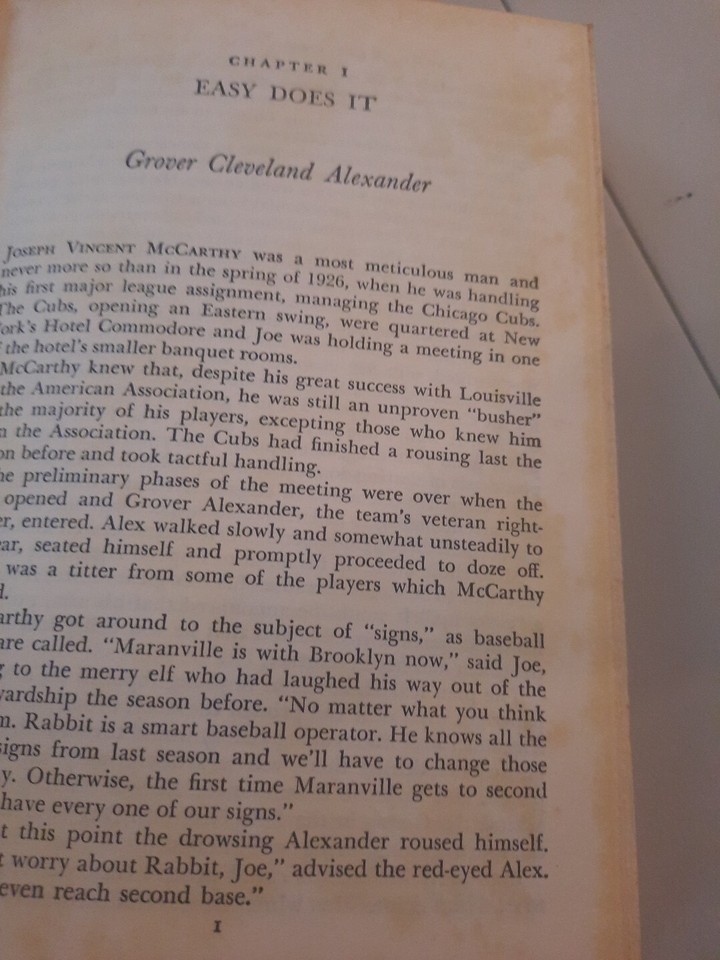 CHAPTER I
EASY DOES IT
Grover Cleveland Alexander
JOSEPH VINCENT MCCARTHY was a most meticulous man and
never more so than in the spring of 1926, when he was handling
his first major league assignment, managing the Chicago Cubs.
The Cubs, opening an Eastern swing, were quartered at New
ork's Hotel Commodore and Joe was holding a meeting in one
the hotel's smaller banquet rooms.
McCarthy knew that, despite his great success with Louisville
the American Association, he was still an unproven "busher"
the majority of his players, excepting those who knew him
the Association. The Cubs had finished a rousing last the
on before and took tactful handling.
he preliminary phases of the meeting were over when the
opened and Grover Alexander, the team's veteran right-
er, entered. Alex walked slowly and somewhat unsteadily to
ear, seated himself and promptly proceeded to doze off.
was a titter from some of the players which McCarthy
d.
arthy got around to the subject of "signs," as baseball
are called. "Maranville is with Brooklyn now," said Joe,
g to the merry elf who had laughed his way out of the
wardship the season before. "No matter what you think
m. Rabbit is a smart baseball operator. He knows all the
signs from last season and we'll have to change those
y. Otherwise, the first time Maranville gets to second
have every one of our signs."
t this point the drowsing Alexander roused himself.
t worry about Rabbit, Joe," advised the red-eyed Alex.
even reach second base."
1